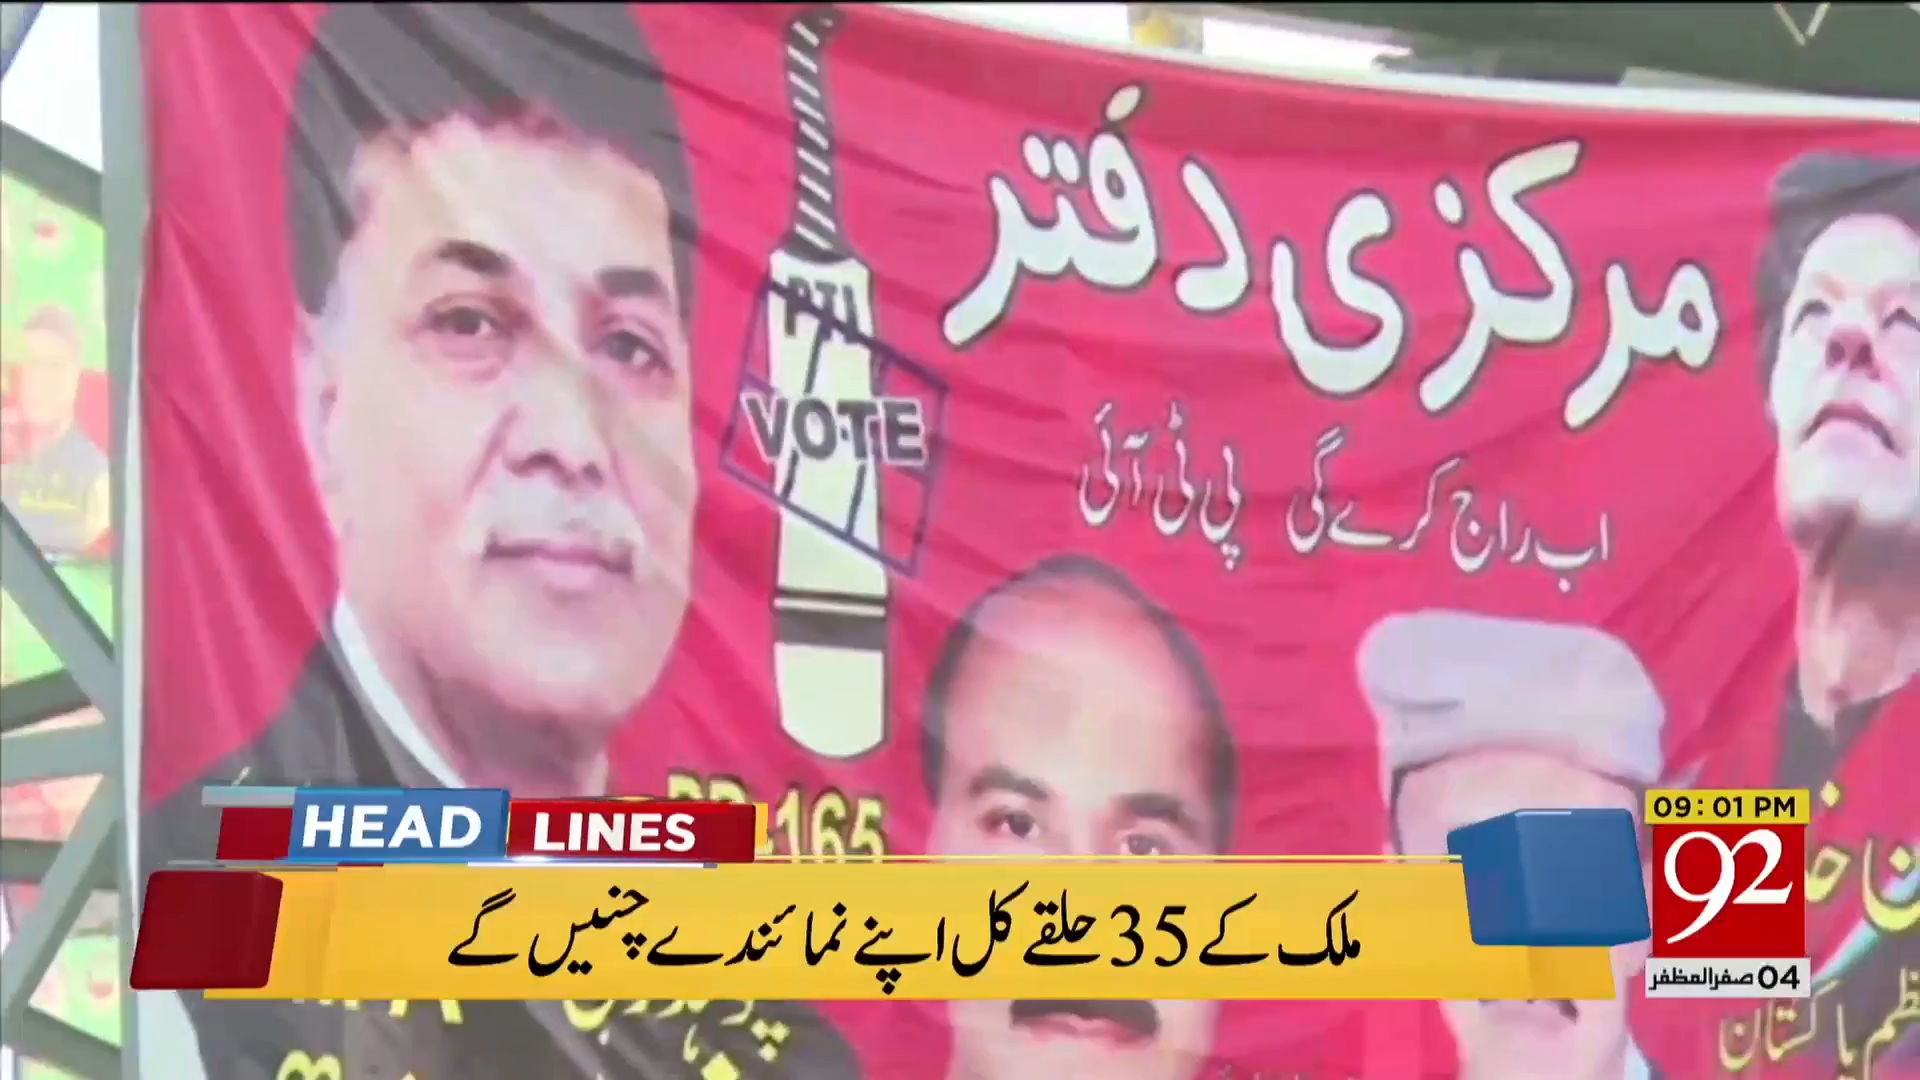 مرکزی دفتر
PTI
VOTE
اب راج کرے گی پی ٹی آئی
165
HEAD LINES
ملک کے 35 حلقے کل اپنے نمائندے چنیں گے
09:01 PM
92
04 صفرالمظفر
پاکستان